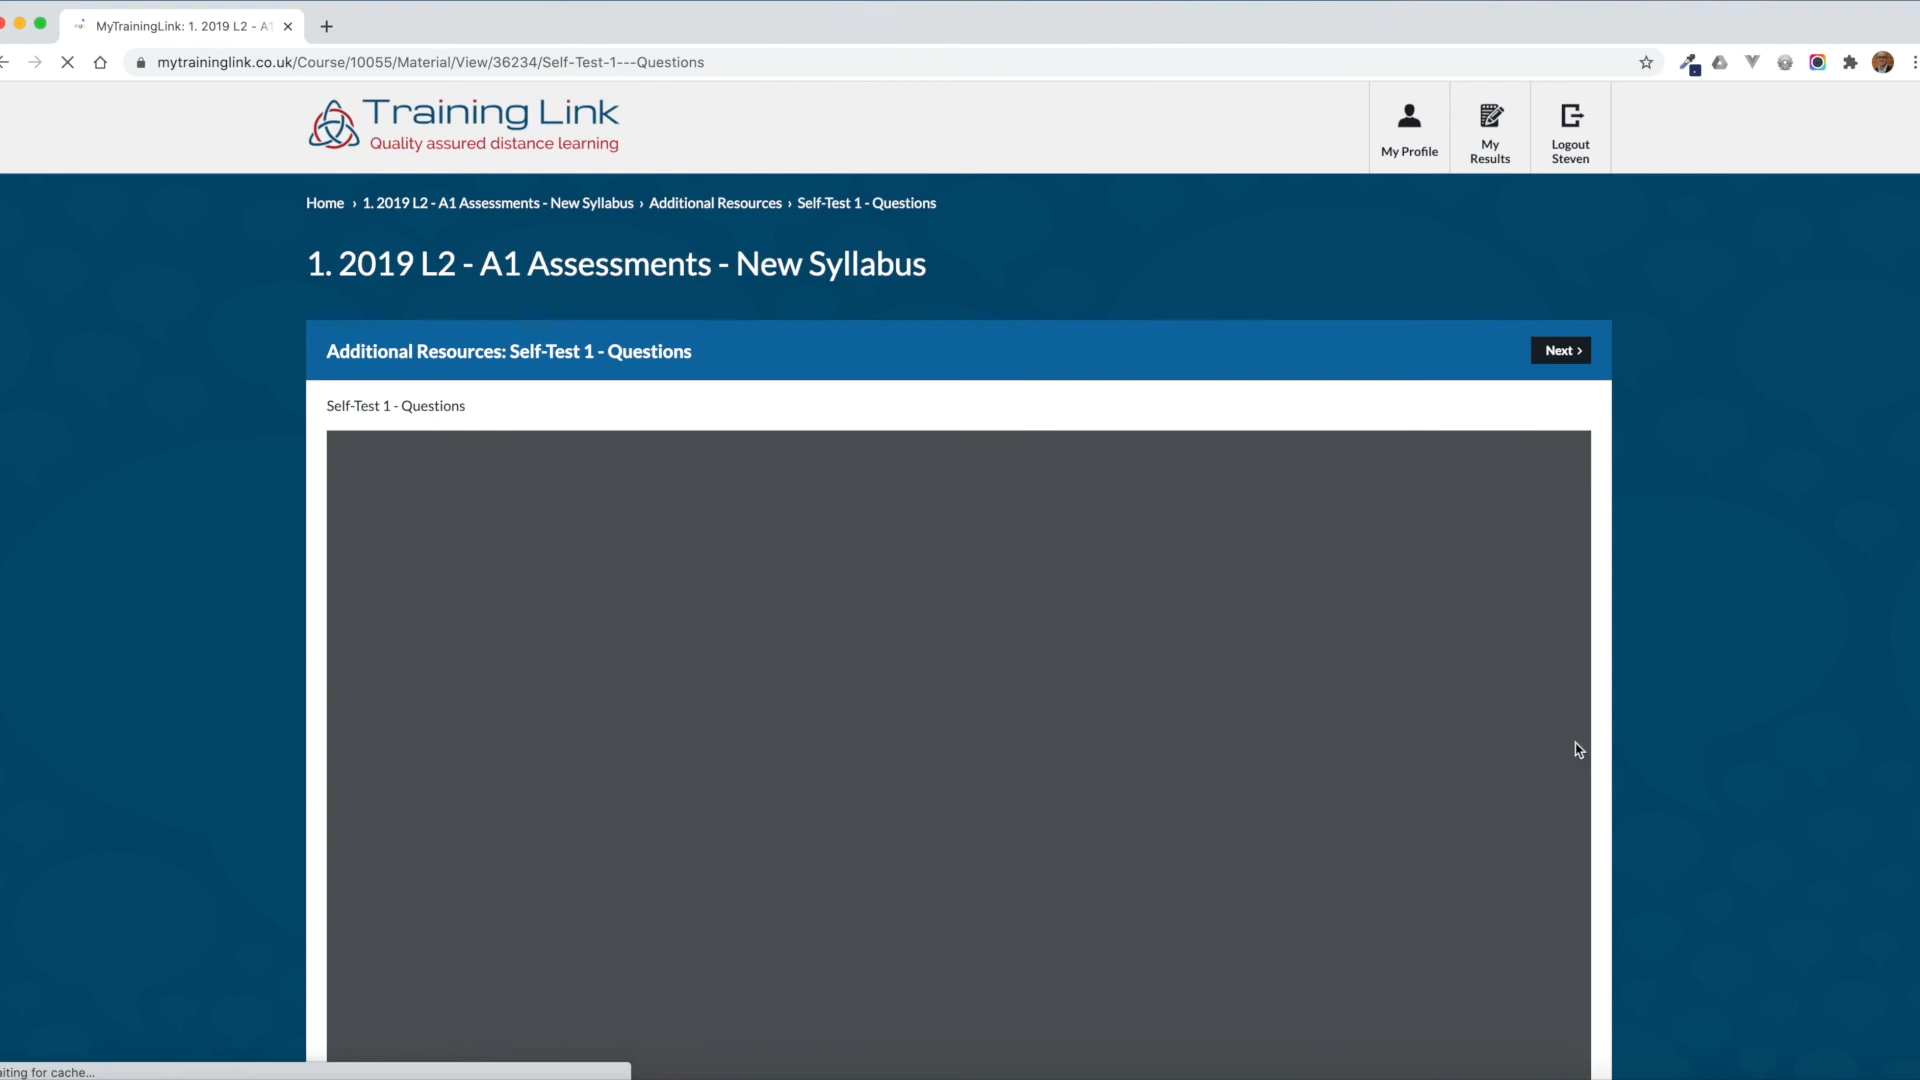 MyTrainingLink: 1. 2019 L2 - A1
mytraininglink.co.uk/Course/10055/Material/View/36234/Self-Test-1---Questions
Training Link
Quality assured distance learning
My Profile
My
Results
Logout
Steven
Home › 1. 2019 L2 - A1 Assessments - New Syllabus › Additional Resources › Self-Test 1 - Questions
1. 2019 L2 - A1 Assessments - New Syllabus
Additional Resources: Self-Test 1 - Questions
Next ›
Self-Test 1 - Questions
aiting for cache...